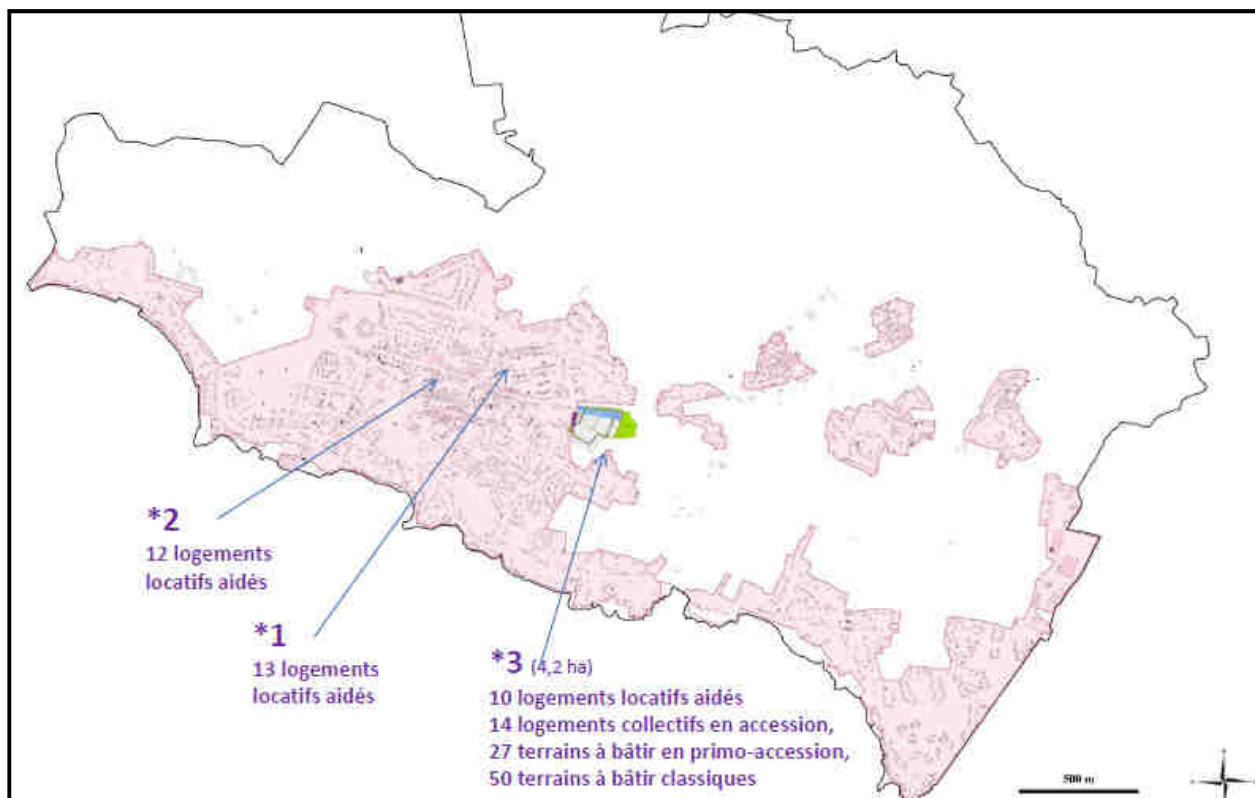 *2
12 logements
locatifs aidés
*1
13 logements
locatifs aidés
*3 (4,2 ha)
10 logements locatifs aidés
14 logements collectifs en accession,
27 terrains à bâtir en primo-accession,
50 terrains à bâtir classiques
500 m